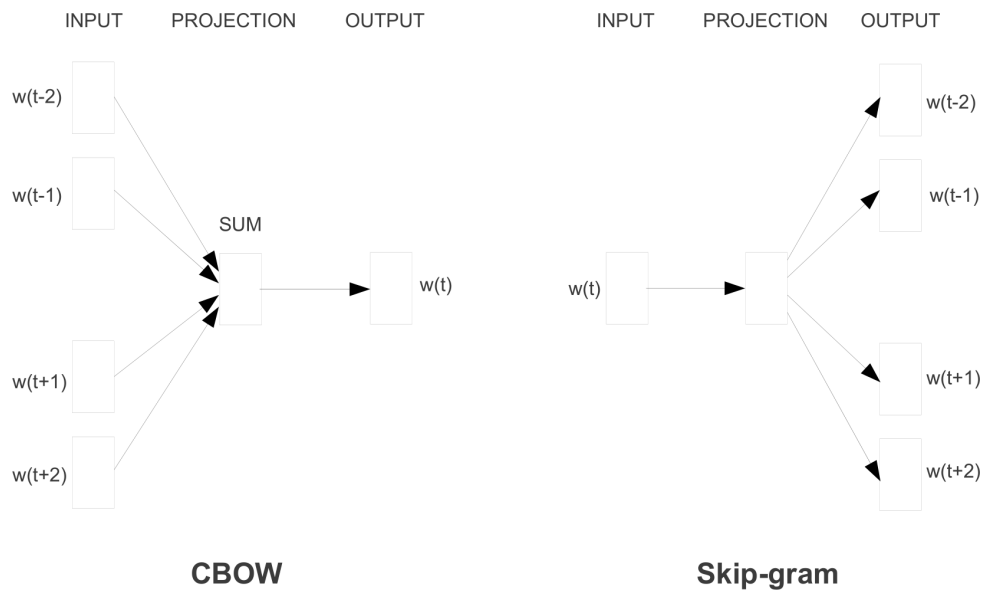 INPUT PROJECTION OUTPUT
w(t-2)
w(t-1)
SUM
w(t)
w(t+1)
w(t+2)
CBOW
INPUT PROJECTION OUTPUT
w(t-2)
w(t-1)
w(t)
w(t+1)
w(t+2)
Skip-gram